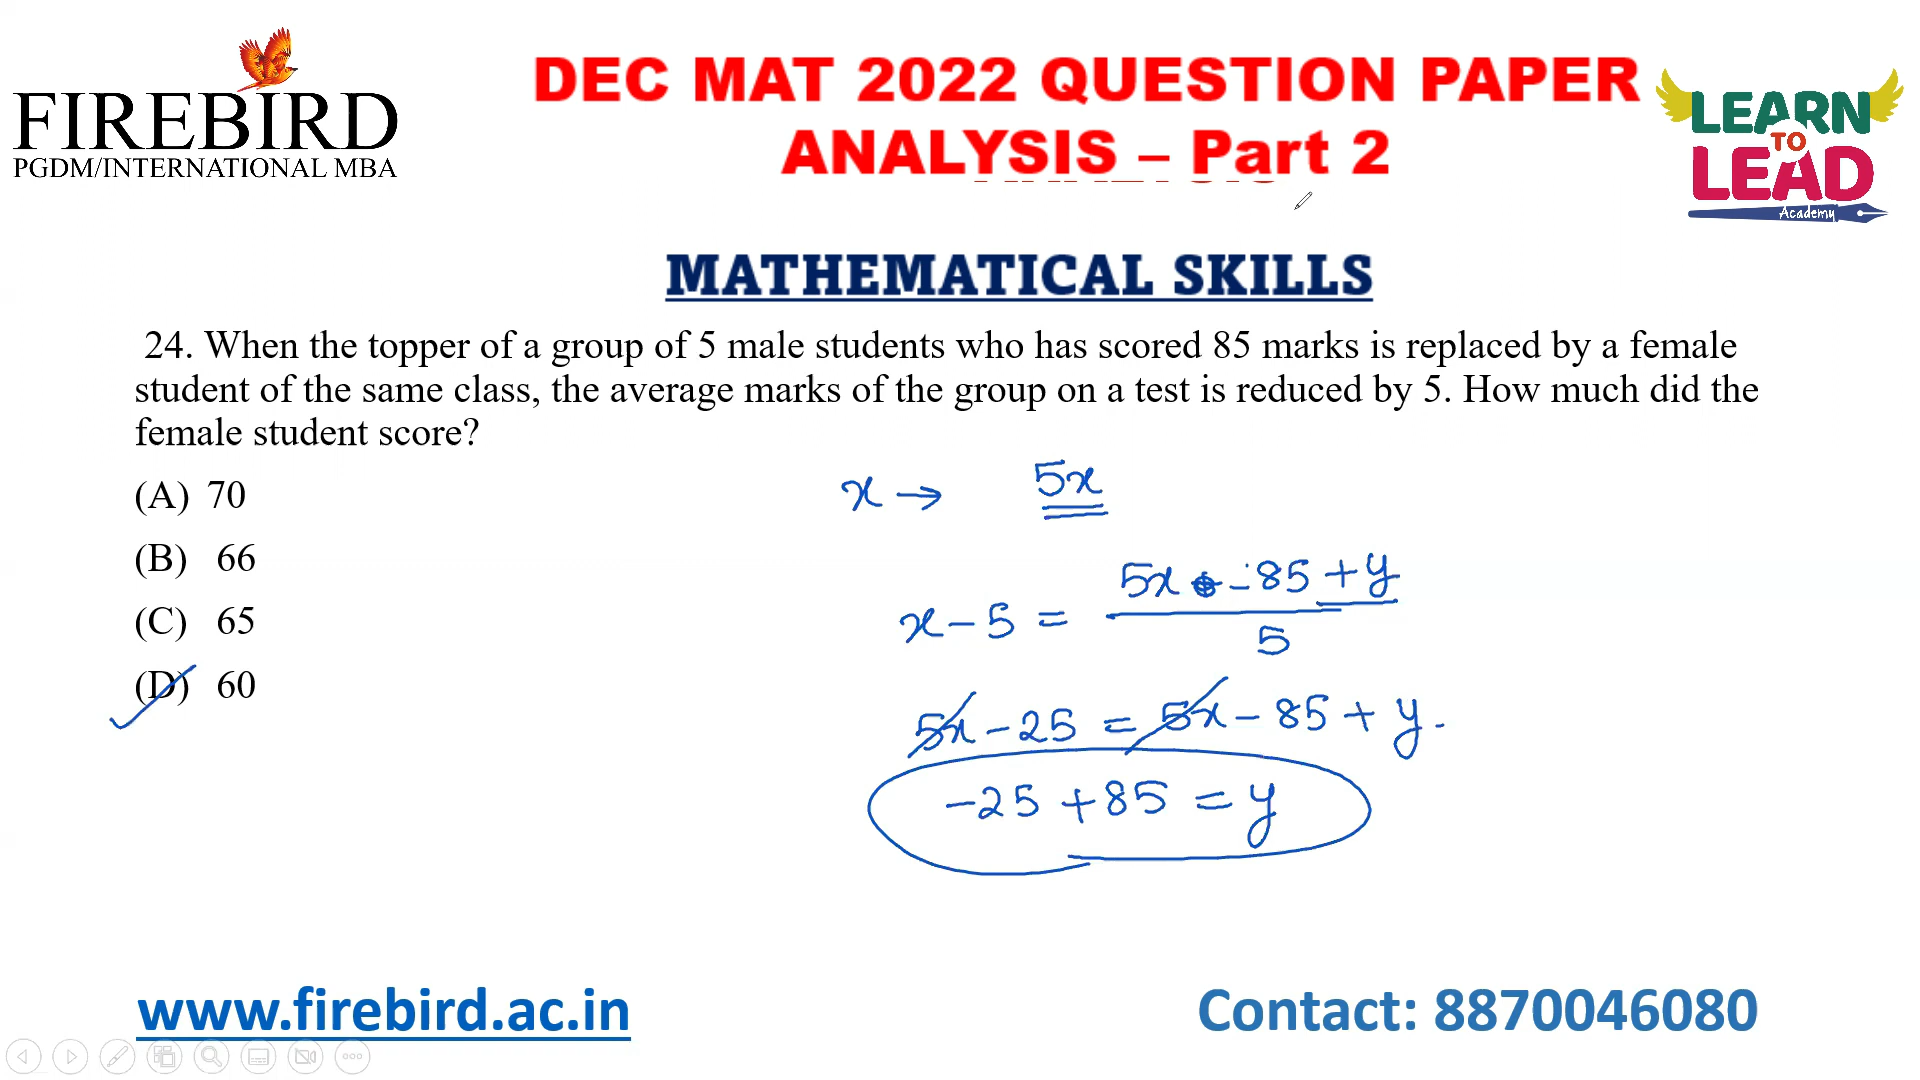 FIREBIRD
PGDM/INTERNATIONAL MBA
DEC MAT 2022 QUESTION PAPER
ANALYSIS – Part 2
LEARN
TO
LEAD
Academy
MATHEMATICAL SKILLS
24. When the topper of a group of 5 male students who has scored 85 marks is replaced by a female
student of the same class, the average marks of the group on a test is reduced by 5. How much did the
female student score?
(A) 70
(B) 66
(C) 65
(D) 60
x → 5x
x - 5 = 5x - 85 + y
5
5x - 25 = 5x - 85 + y.
-25 + 85 = y
www.firebird.ac.in
Contact: 8870046080